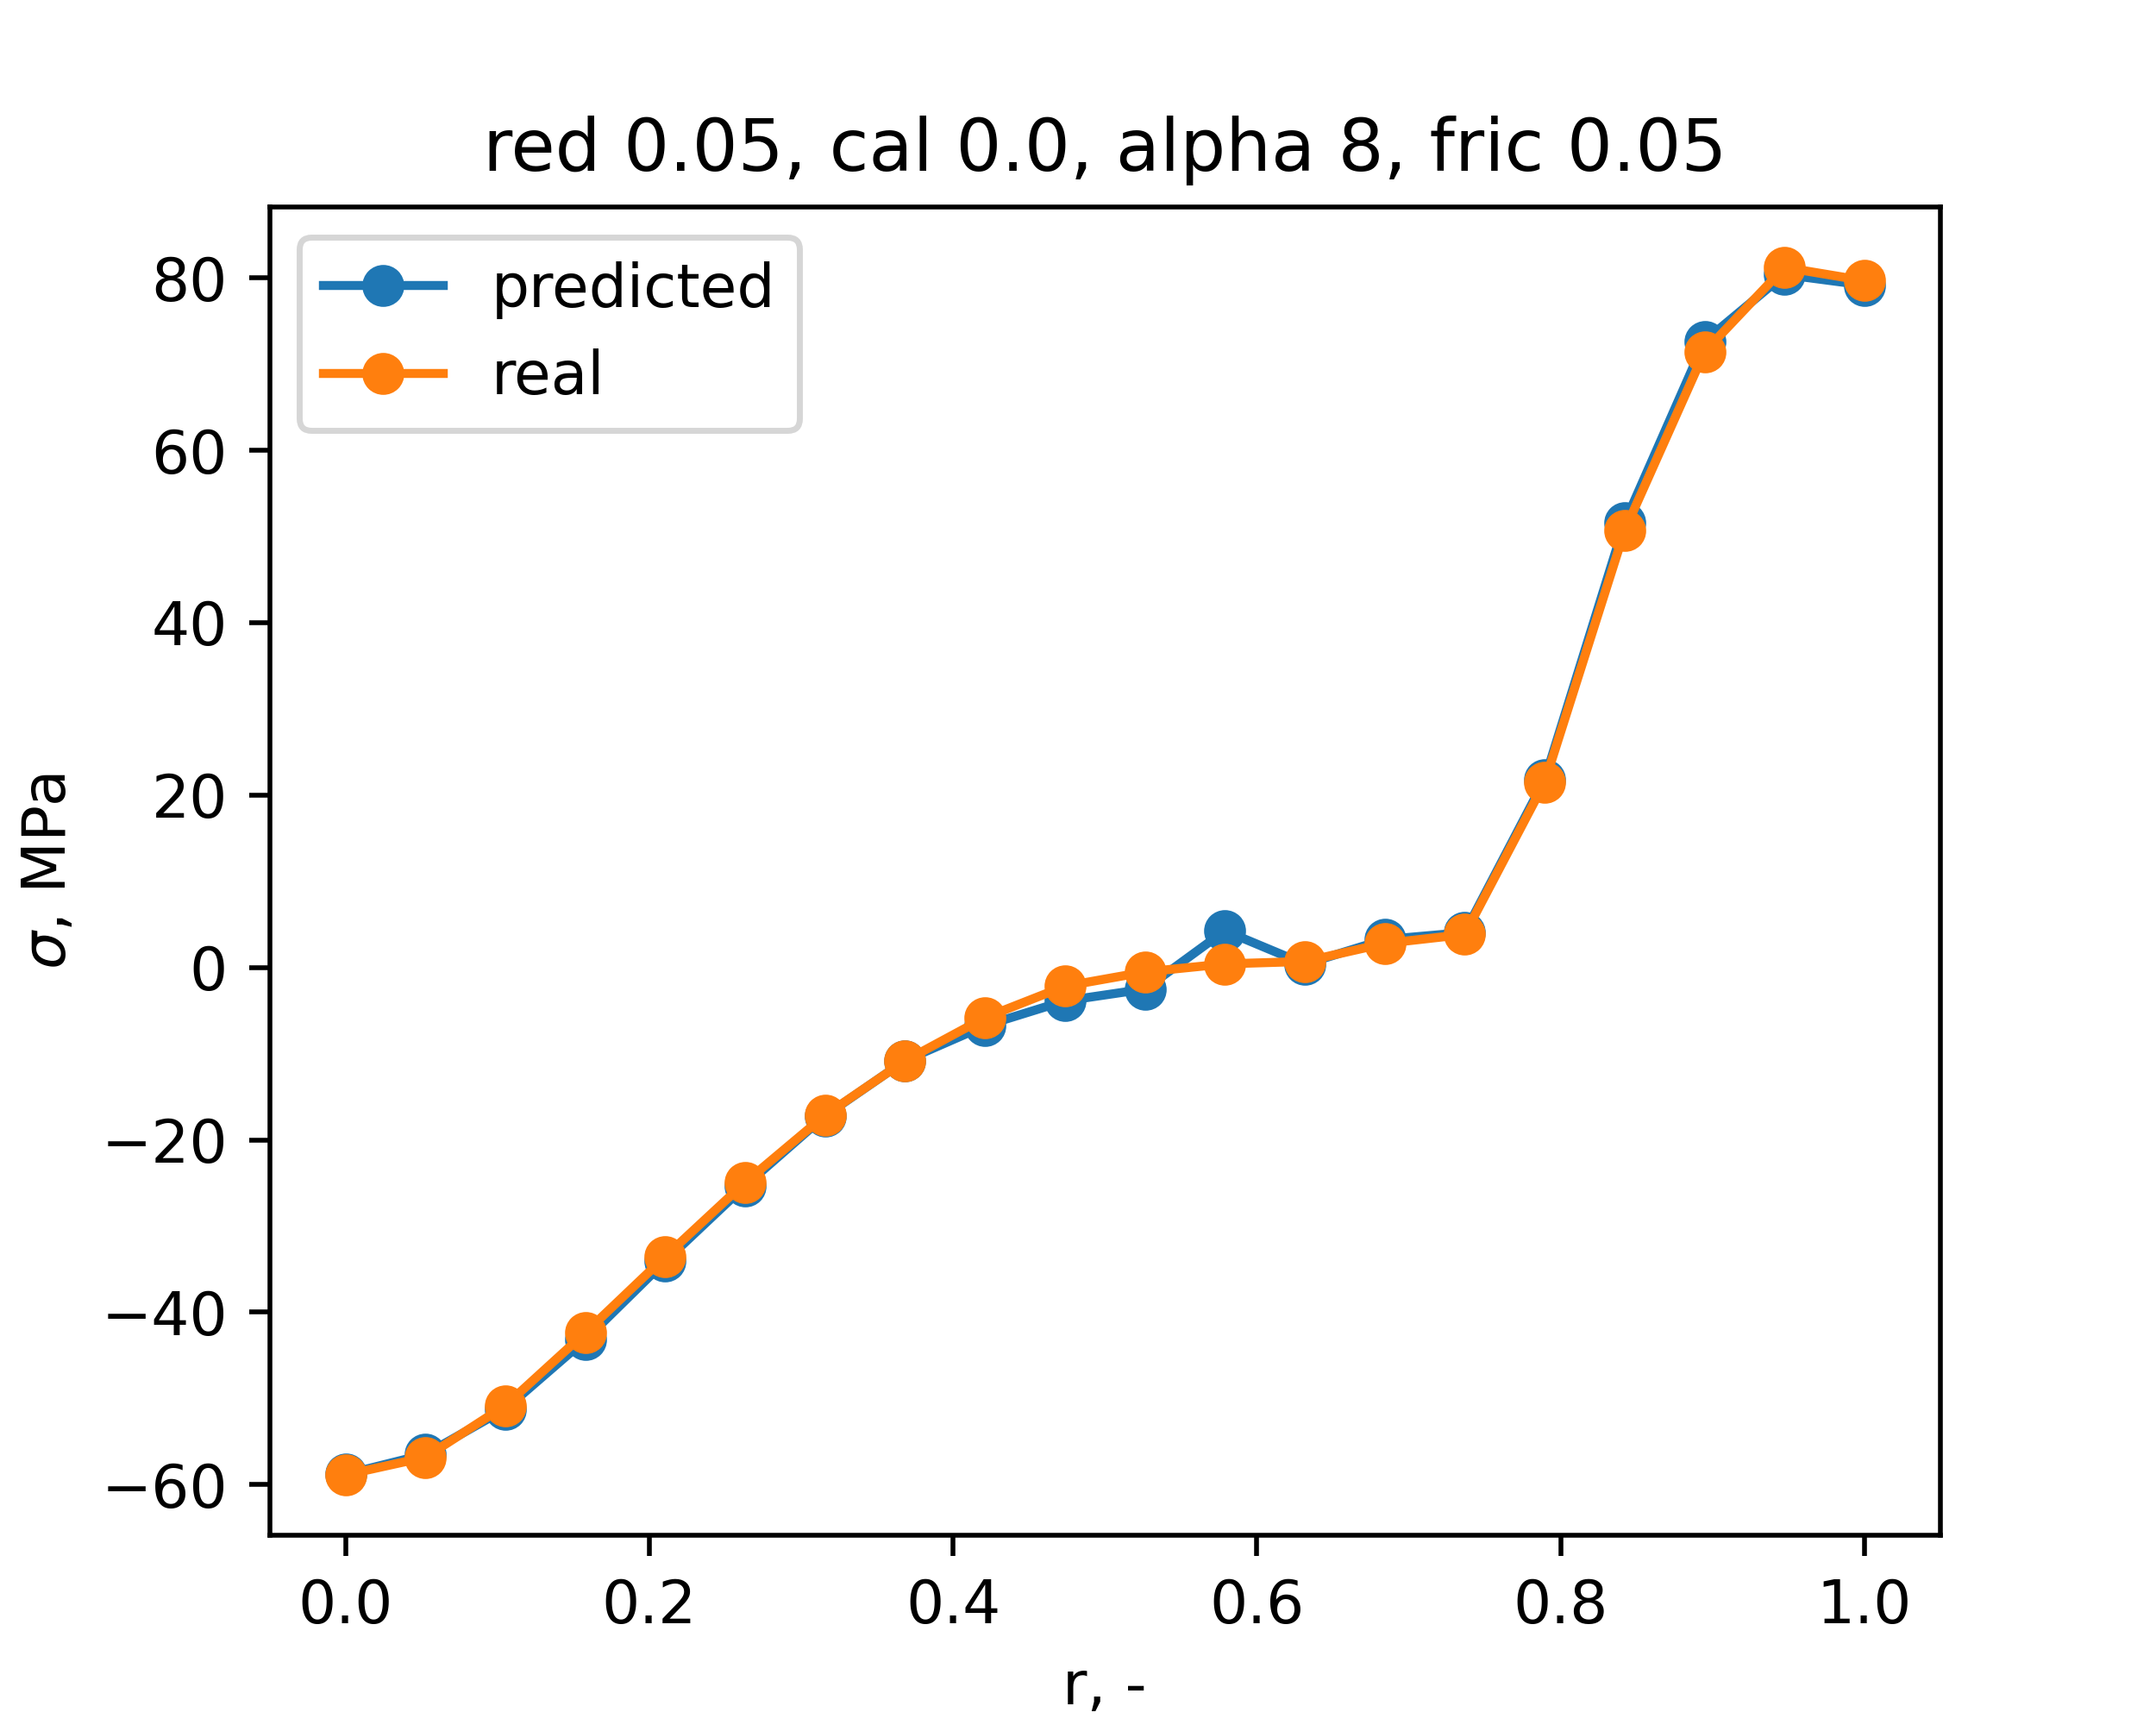 red 0.05, cal 0.0, alpha 8, fric 0.05
predicted
real
80
60
40
20
0
−20
−40
−60
σ, MPa
0.0 0.2 0.4 0.6 0.8 1.0
r, -